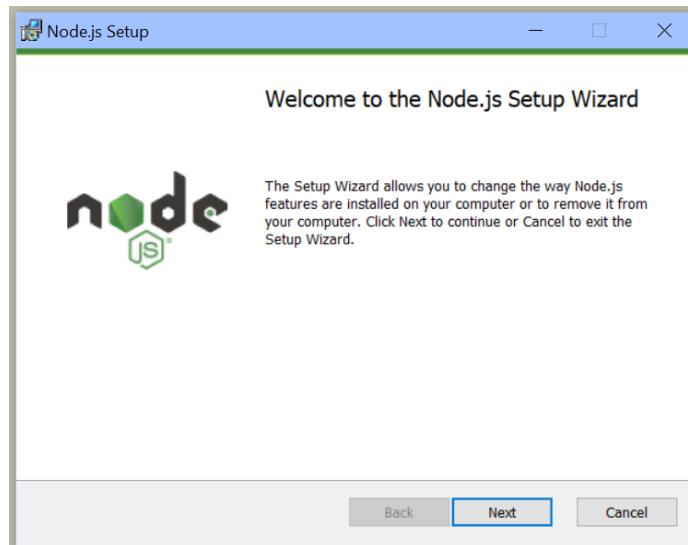 Node.js Setup
Welcome to the Node.js Setup Wizard
The Setup Wizard allows you to change the way Node.js
features are installed on your computer or to remove it from
your computer. Click Next to continue or Cancel to exit the
Setup Wizard.
node
JS®
Back
Next
Cancel